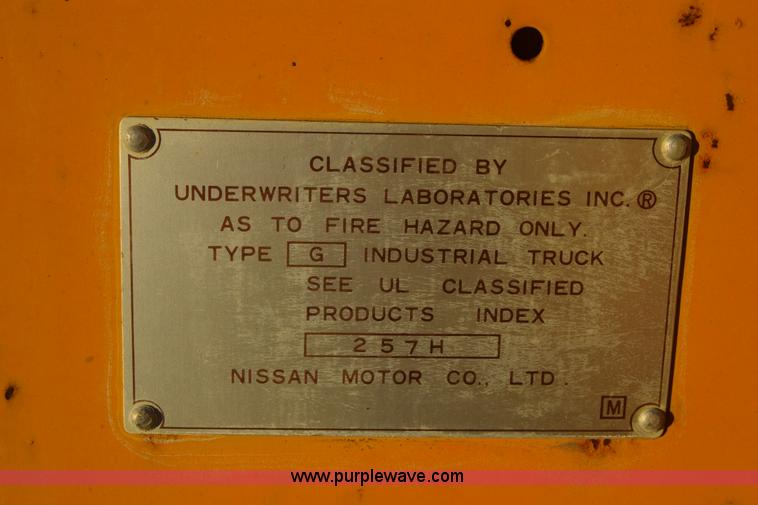 CLASSIFIED BY
UNDERWRITERS LABORATORIES INC.®
AS TO FIRE HAZARD ONLY.
TYPE G INDUSTRIAL TRUCK
SEE UL CLASSIFIED
PRODUCTS INDEX
257H
NISSAN MOTOR CO., LTD.
M
www.purplewave.com